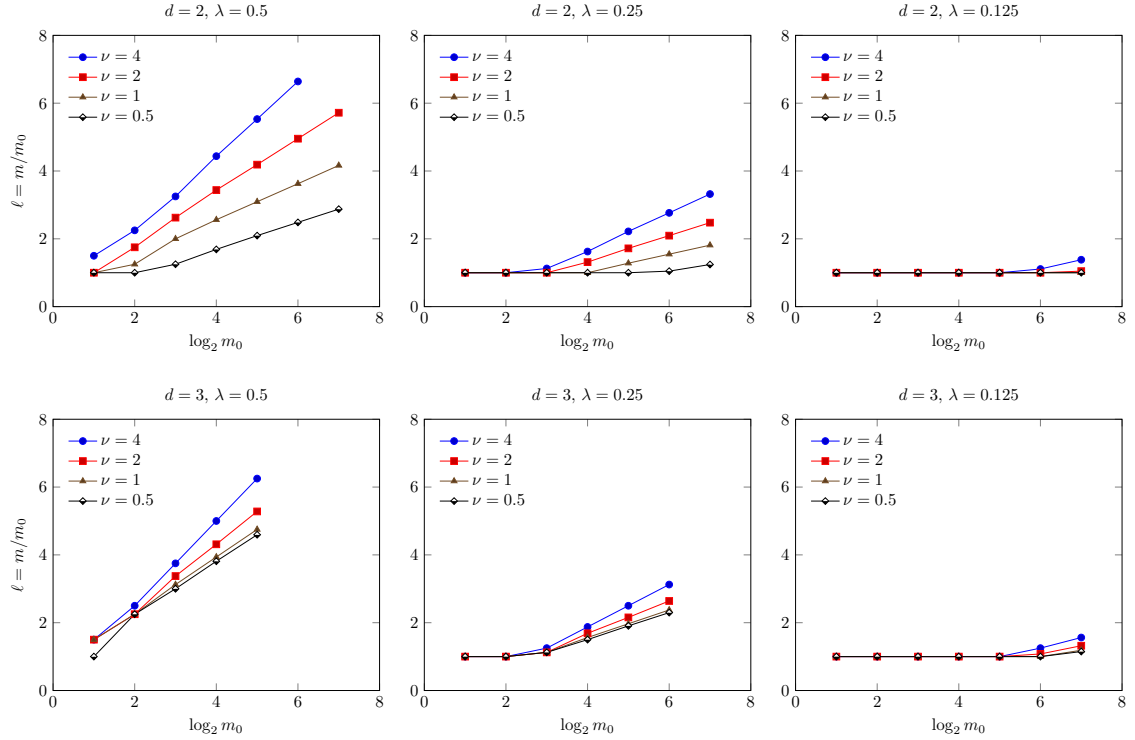 d = 2, λ = 0.5
8
6
4
2
0
ℓ = m/m₀
ν = 4
ν = 2
ν = 1
ν = 0.5
0 2 4 6 8
log₂ m₀
d = 2, λ = 0.25
8
6
4
2
0
ν = 4
ν = 2
ν = 1
ν = 0.5
0 2 4 6 8
log₂ m₀
d = 2, λ = 0.125
8
6
4
2
0
ν = 4
ν = 2
ν = 1
ν = 0.5
0 2 4 6 8
log₂ m₀
d = 3, λ = 0.5
8
6
4
2
0
ℓ = m/m₀
ν = 4
ν = 2
ν = 1
ν = 0.5
0 2 4 6 8
log₂ m₀
d = 3, λ = 0.25
8
6
4
2
0
ν = 4
ν = 2
ν = 1
ν = 0.5
0 2 4 6 8
log₂ m₀
d = 3, λ = 0.125
8
6
4
2
0
ν = 4
ν = 2
ν = 1
ν = 0.5
0 2 4 6 8
log₂ m₀